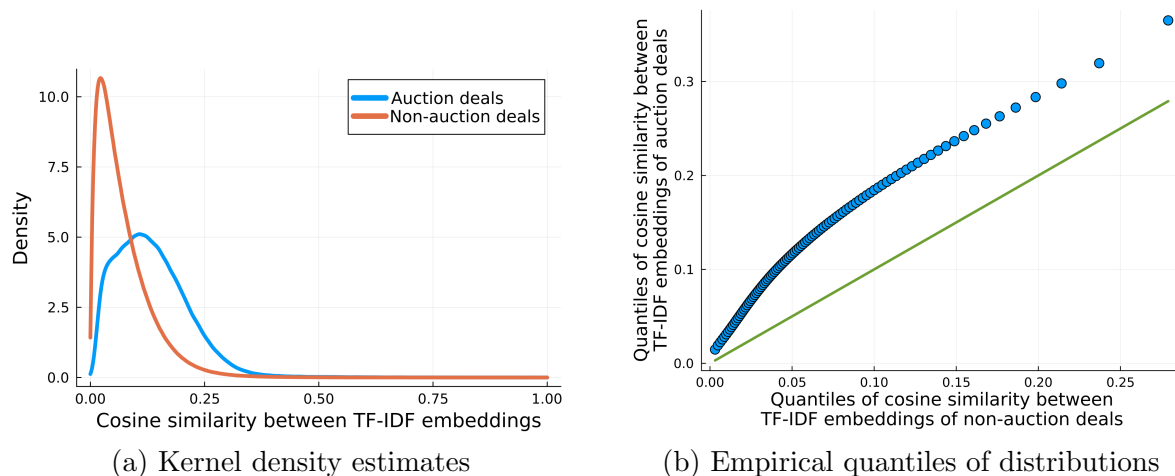 10.0
7.5
5.0
2.5
0.0
Density
Auction deals
Non-auction deals
0.00
0.25
0.50
0.75
1.00
Cosine similarity between TF-IDF embeddings
(a) Kernel density estimates
Quantiles of cosine similarity between
TF-IDF embeddings of auction deals
0.3
0.2
0.1
0.0
0.00
0.05
0.10
0.15
0.20
0.25
Quantiles of cosine similarity between
TF-IDF embeddings of non-auction deals
(b) Empirical quantiles of distributions